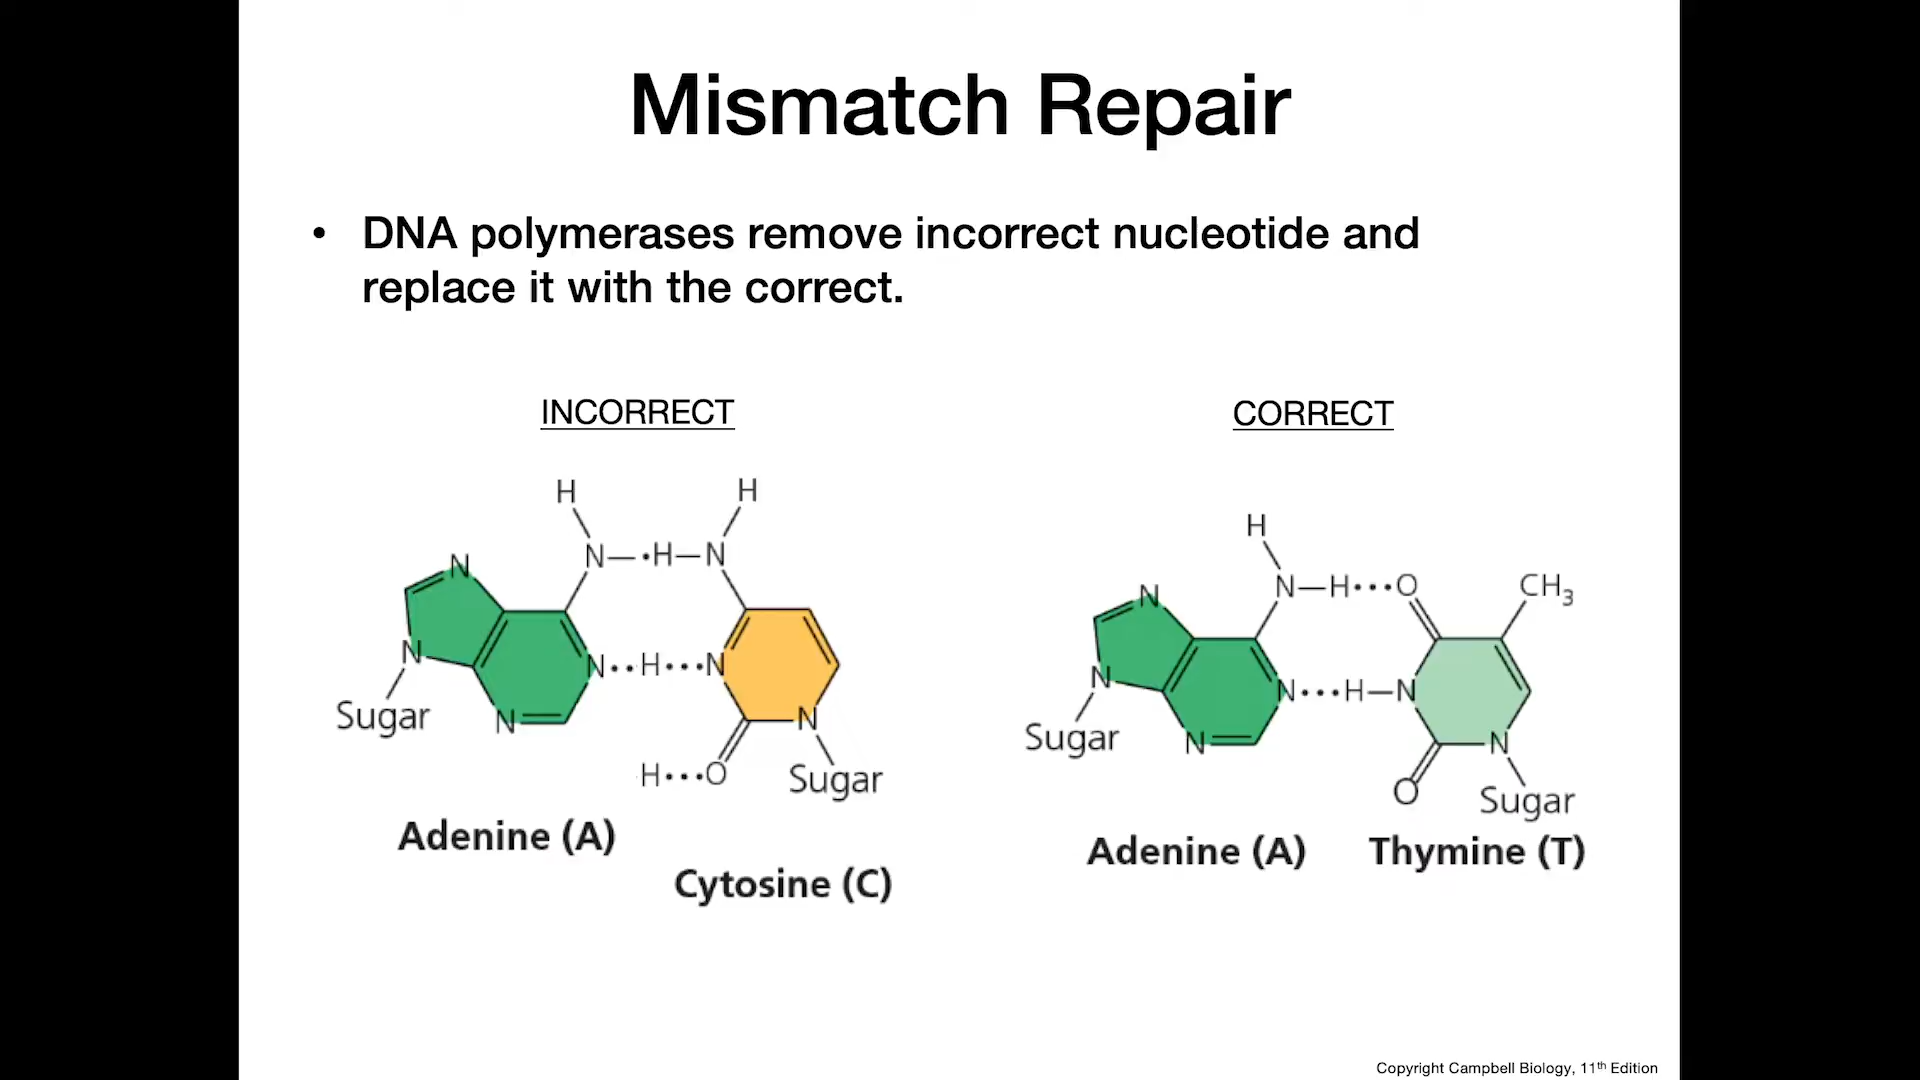 Mismatch Repair
• DNA polymerases remove incorrect nucleotide and
replace it with the correct.
INCORRECT
CORRECT
H H
N—·H—N
N
N··H···N
N
Sugar
N
N
H···O
Sugar
Adenine (A)
Cytosine (C)
H
N—H···O
CH₃
N
N···H—N
N
Sugar
N
N
O
Sugar
Adenine (A)
Thymine (T)
Copyright Campbell Biology, 11th Edition